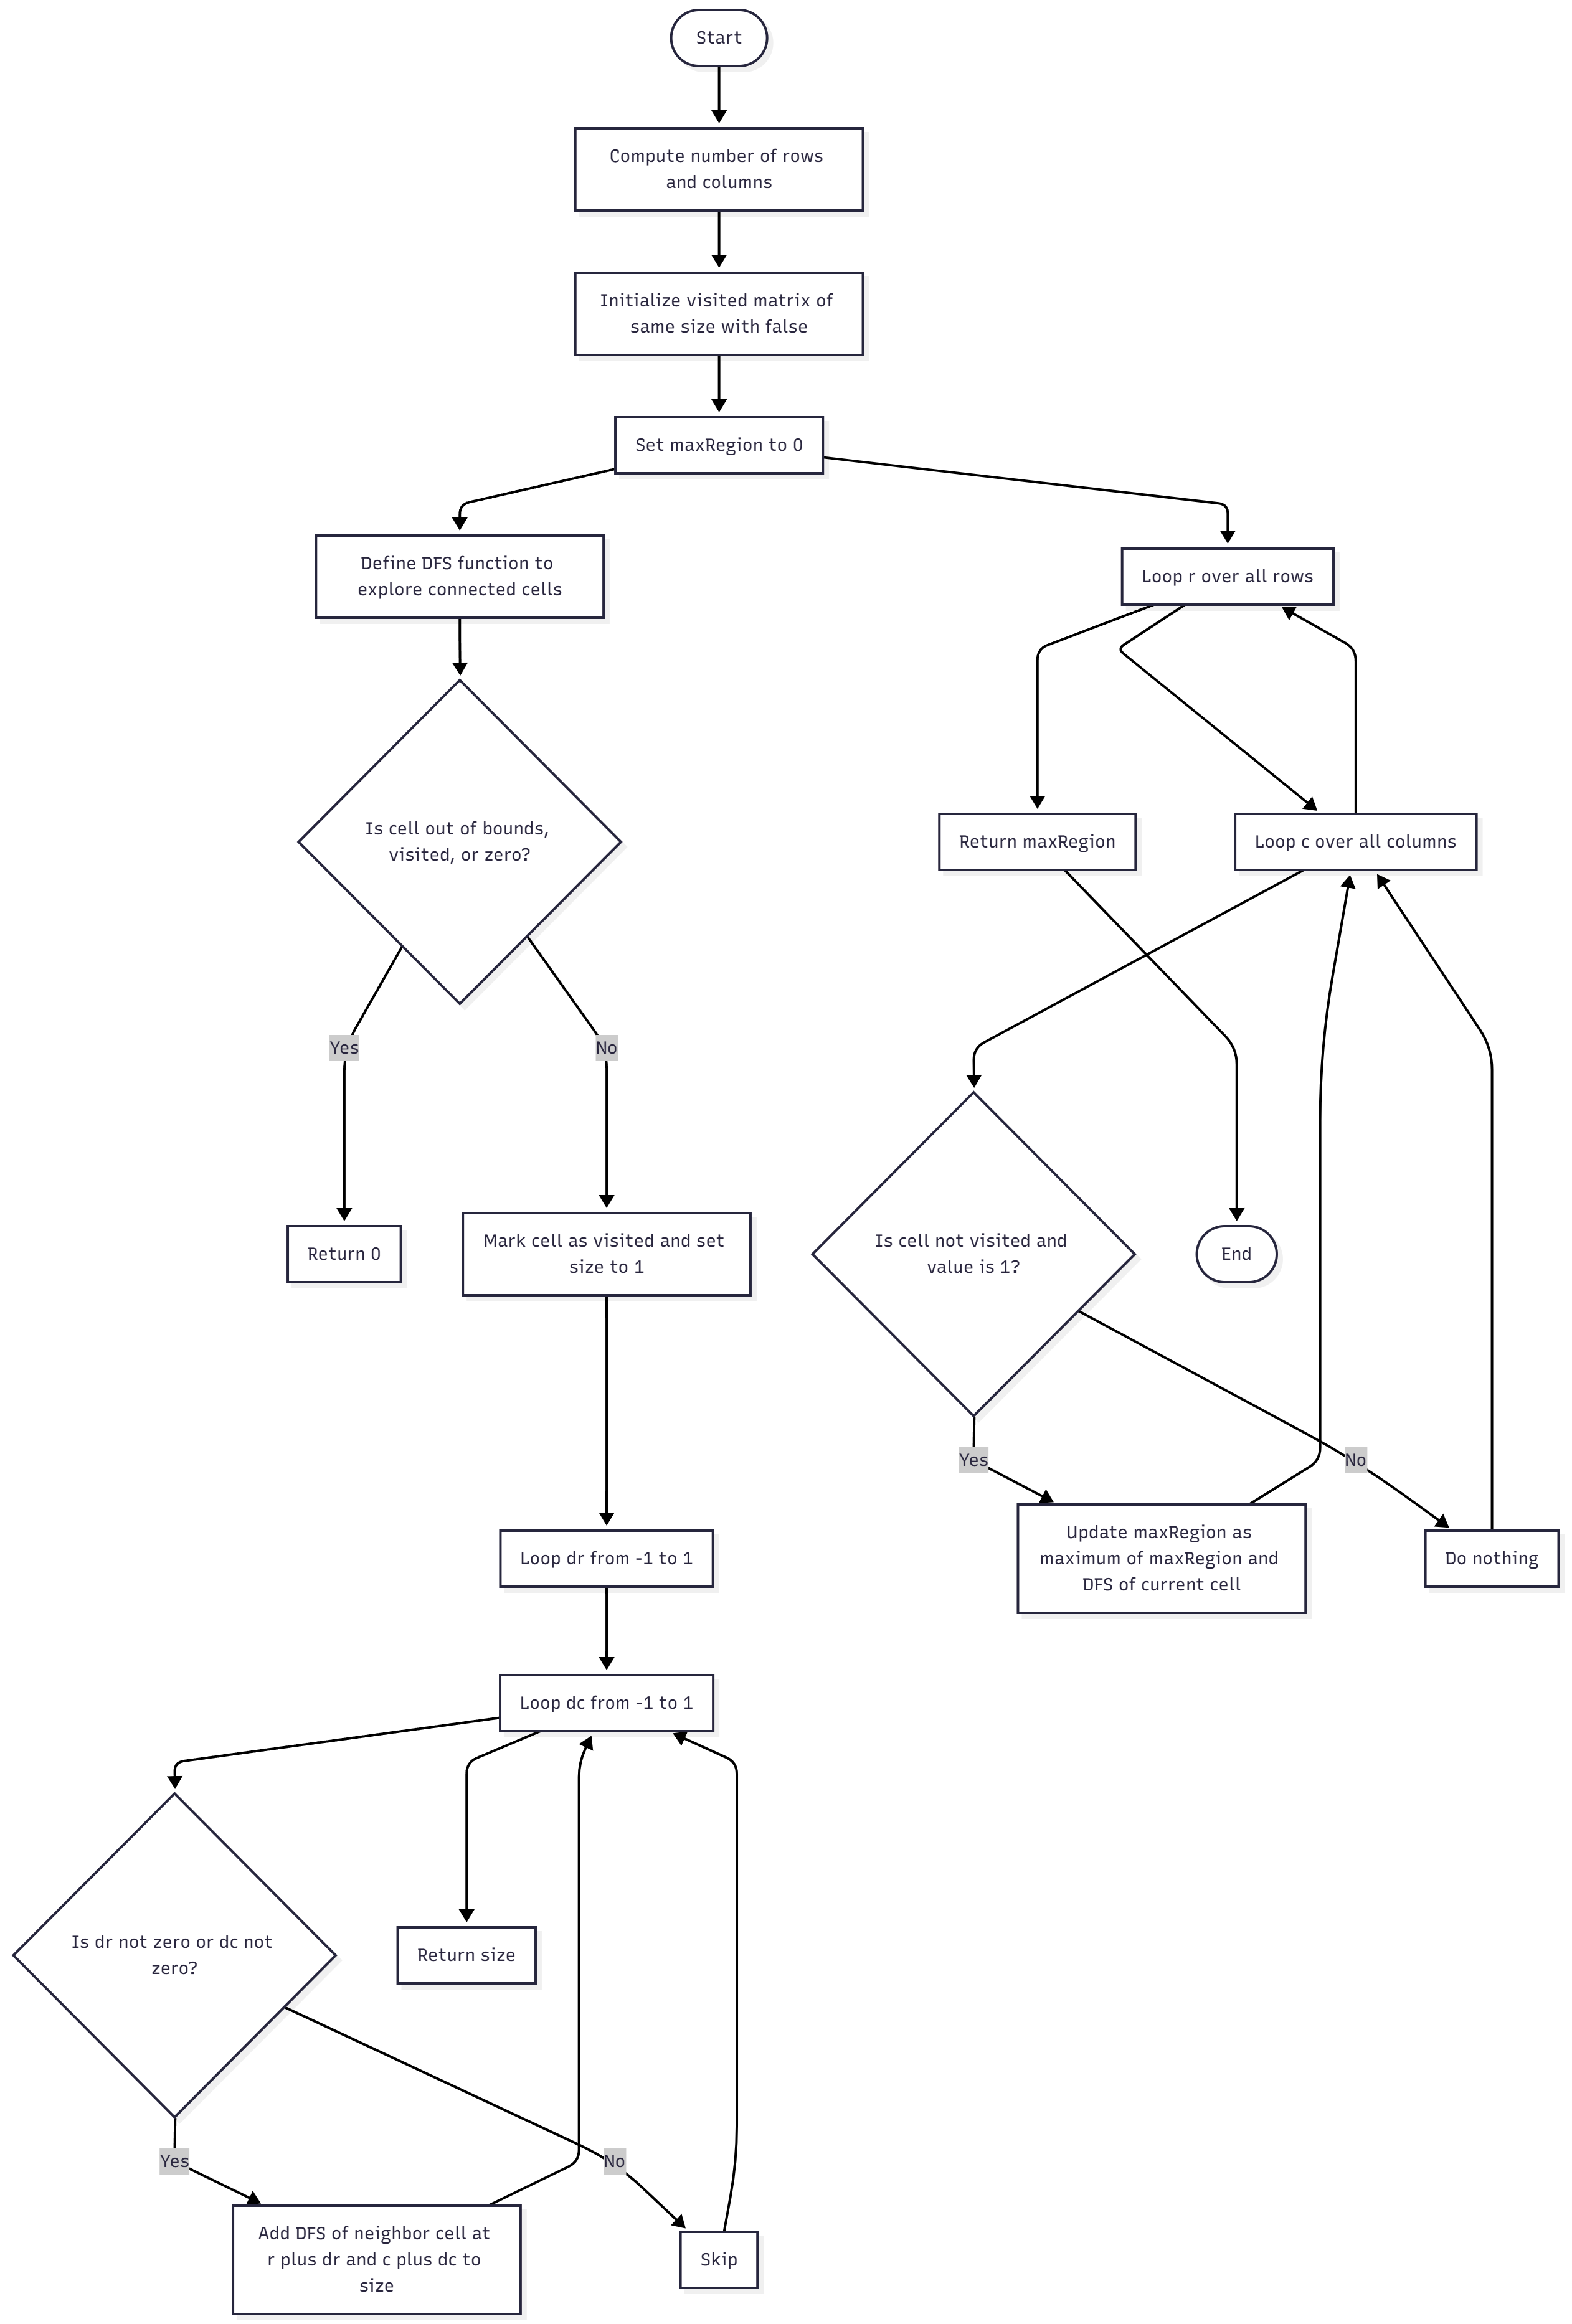 Start
Compute number of rows
and columns
Initialize visited matrix of
same size with false
Set maxRegion to 0
Define DFS function to
explore connected cells
Loop r over all rows
Is cell out of bounds,
visited, or zero?
Return maxRegion
Loop c over all columns
Yes
No
Return 0
Mark cell as visited and set
size to 1
Is cell not visited and
value is 1?
End
Yes
No
Loop dr from -1 to 1
Update maxRegion as
maximum of maxRegion and
DFS of current cell
Do nothing
Loop dc from -1 to 1
Is dr not zero or dc not
zero?
Return size
Yes
No
Add DFS of neighbor cell at
r plus dr and c plus dc to
size
Skip